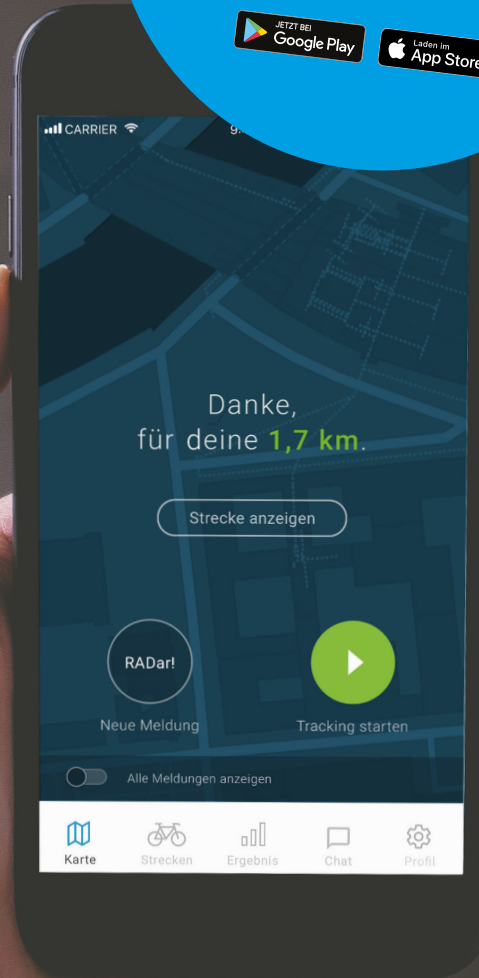 JETZT BEI
Google Play
Laden im
App Store
CARRIER
Danke,
für deine 1,7 km.
Strecke anzeigen
RADar!
Neue Meldung
Tracking starten
Alle Meldungen anzeigen
Karte
Strecken
Ergebnis
Chat
Profil